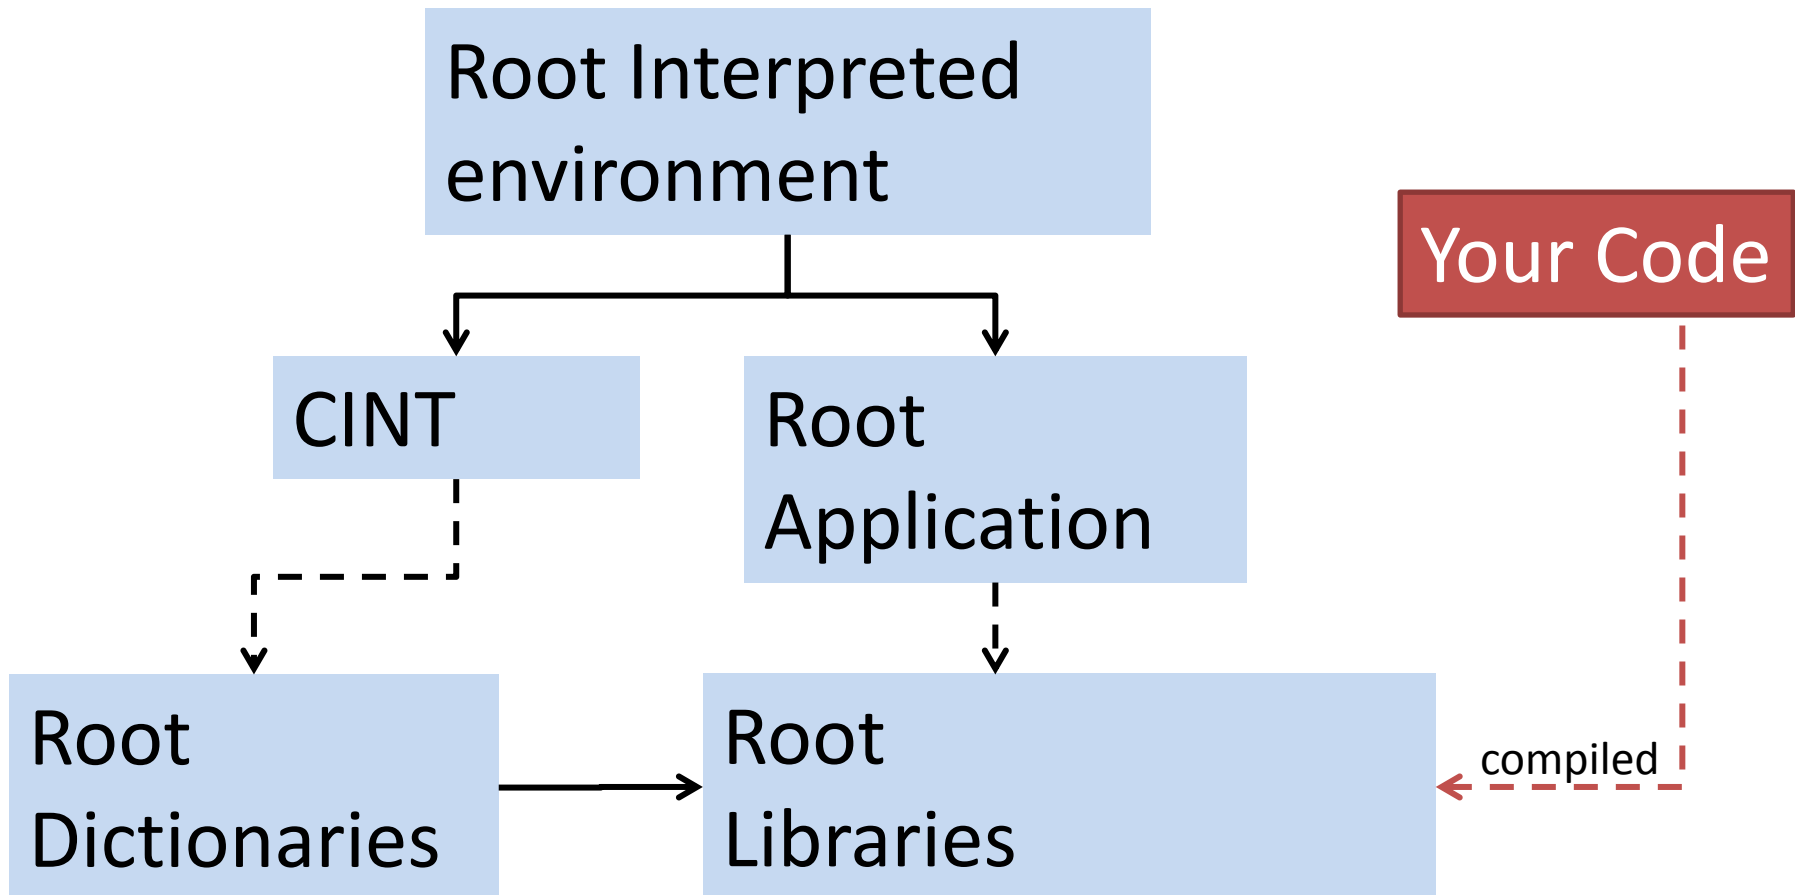 Root Interpreted
environment
Your Code
CINT
Root
Application
Root
Dictionaries
Root
Libraries
compiled